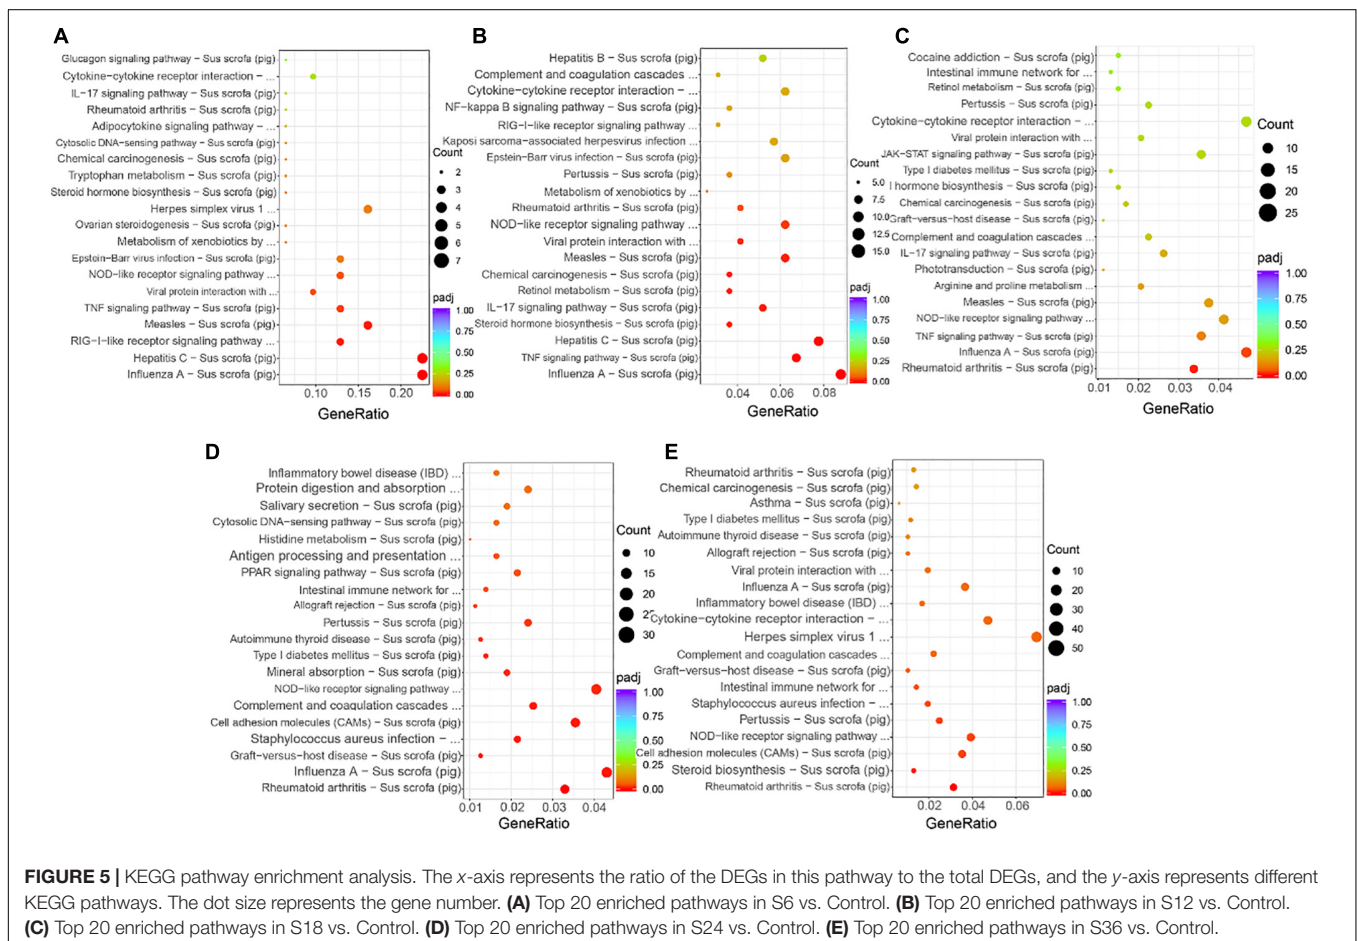 A
Glucagon signaling pathway − Sus scrofa (pig)
Cytokine−cytokine receptor interaction − ...
IL−17 signaling pathway − Sus scrofa (pig)
Rheumatoid arthritis − Sus scrofa (pig)
Adipocytokine signaling pathway − ...
Cytosolic DNA−sensing pathway − Sus scrofa (pig)
Chemical carcinogenesis − Sus scrofa (pig)
Tryptophan metabolism − Sus scrofa (pig)
Steroid hormone biosynthesis − Sus scrofa (pig)
Herpes simplex virus 1 ...
Ovarian steroidogenesis − Sus scrofa (pig)
Metabolism of xenobiotics by ...
Epstein−Barr virus infection − Sus scrofa (pig)
NOD−like receptor signaling pathway ...
Viral protein interaction with ...
TNF signaling pathway − Sus scrofa (pig)
Measles − Sus scrofa (pig)
RIG−I−like receptor signaling pathway ...
Hepatitis C − Sus scrofa (pig)
Influenza A − Sus scrofa (pig)
0.10 0.15 0.20
GeneRatio
Count
2
3
4
5
6
7
padj
1.00
0.75
0.50
0.25
0.00
B
Hepatitis B − Sus scrofa (pig)
Complement and coagulation cascades ...
Cytokine−cytokine receptor interaction − ...
NF−kappa B signaling pathway − Sus scrofa (pig)
RIG−I−like receptor signaling pathway ...
Kaposi sarcoma−associated herpesvirus infection ...
Epstein−Barr virus infection − Sus scrofa (pig)
Pertussis − Sus scrofa (pig)
Metabolism of xenobiotics by ...
Rheumatoid arthritis − Sus scrofa (pig)
NOD−like receptor signaling pathway ...
Viral protein interaction with ...
Measles − Sus scrofa (pig)
Chemical carcinogenesis − Sus scrofa (pig)
Retinol metabolism − Sus scrofa (pig)
IL−17 signaling pathway − Sus scrofa (pig)
Steroid hormone biosynthesis − Sus scrofa (pig)
Hepatitis C − Sus scrofa (pig)
TNF signaling pathway − Sus scrofa (pig)
Influenza A − Sus scrofa (pig)
0.04 0.06 0.08
GeneRatio
Count
5.0
7.5
10.0
12.5
15.0
padj
1.00
0.75
0.50
0.25
0.00
C
Cocaine addiction − Sus scrofa (pig)
Intestinal immune network for ...
Retinol metabolism − Sus scrofa (pig)
Pertussis − Sus scrofa (pig)
Cytokine−cytokine receptor interaction − ...
Viral protein interaction with ...
JAK−STAT signaling pathway − Sus scrofa (pig)
Type I diabetes mellitus − Sus scrofa (pig)
l hormone biosynthesis − Sus scrofa (pig)
Chemical carcinogenesis − Sus scrofa (pig)
Graft−versus−host disease − Sus scrofa (pig)
Complement and coagulation cascades ...
IL−17 signaling pathway − Sus scrofa (pig)
Phototransduction − Sus scrofa (pig)
Arginine and proline metabolism ...
Measles − Sus scrofa (pig)
NOD−like receptor signaling pathway ...
TNF signaling pathway − Sus scrofa (pig)
Influenza A − Sus scrofa (pig)
Rheumatoid arthritis − Sus scrofa (pig)
0.01 0.02 0.03 0.04
GeneRatio
Count
10
15
20
25
padj
1.00
0.75
0.50
0.25
0.00
D
Inflammatory bowel disease (IBD) ...
Protein digestion and absorption ...
Salivary secretion − Sus scrofa (pig)
Cytosolic DNA−sensing pathway − Sus scrofa (pig)
Histidine metabolism − Sus scrofa (pig)
Antigen processing and presentation ...
PPAR signaling pathway − Sus scrofa (pig)
Intestinal immune network for ...
Allograft rejection − Sus scrofa (pig)
Pertussis − Sus scrofa (pig)
Autoimmune thyroid disease − Sus scrofa (pig)
Type I diabetes mellitus − Sus scrofa (pig)
Mineral absorption − Sus scrofa (pig)
NOD−like receptor signaling pathway ...
Complement and coagulation cascades ...
Cell adhesion molecules (CAMs) − Sus scrofa (pig)
Staphylococcus aureus infection − ...
Graft−versus−host disease − Sus scrofa (pig)
Influenza A − Sus scrofa (pig)
Rheumatoid arthritis − Sus scrofa (pig)
0.01 0.02 0.03 0.04
GeneRatio
Count
10
15
20
25
30
padj
1.00
0.75
0.50
0.25
0.00
E
Rheumatoid arthritis − Sus scrofa (pig)
Chemical carcinogenesis − Sus scrofa (pig)
Asthma − Sus scrofa (pig)
Type I diabetes mellitus − Sus scrofa (pig)
Autoimmune thyroid disease − Sus scrofa (pig)
Allograft rejection − Sus scrofa (pig)
Viral protein interaction with ...
Influenza A − Sus scrofa (pig)
Inflammatory bowel disease (IBD) ...
Cytokine−cytokine receptor interaction − ...
Herpes simplex virus 1 ...
Complement and coagulation cascades ...
Graft−versus−host disease − Sus scrofa (pig)
Intestinal immune network for ...
Staphylococcus aureus infection − ...
Pertussis − Sus scrofa (pig)
NOD−like receptor signaling pathway ...
Cell adhesion molecules (CAMs) − Sus scrofa (pig)
Steroid biosynthesis − Sus scrofa (pig)
Rheumatoid arthritis − Sus scrofa (pig)
0.02 0.04 0.06
GeneRatio
Count
10
20
30
40
50
padj
1.00
0.75
0.50
0.25
0.00
FIGURE 5 | KEGG pathway enrichment analysis. The x-axis represents the ratio of the DEGs in this pathway to the total DEGs, and the y-axis represents different
KEGG pathways. The dot size represents the gene number. (A) Top 20 enriched pathways in S6 vs. Control. (B) Top 20 enriched pathways in S12 vs. Control.
(C) Top 20 enriched pathways in S18 vs. Control. (D) Top 20 enriched pathways in S24 vs. Control. (E) Top 20 enriched pathways in S36 vs. Control.